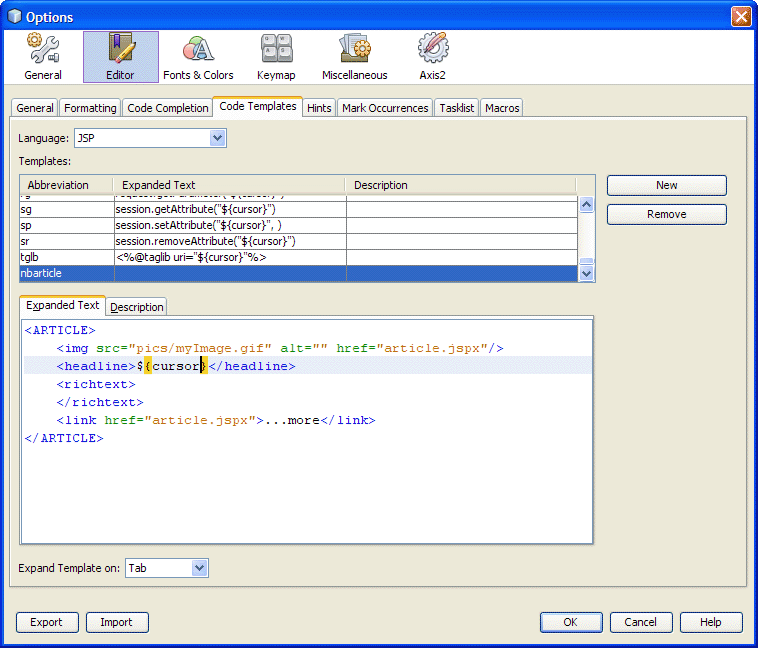 Options
General Editor Fonts & Colors Keymap Miscellaneous Axis2
General Formatting Code Completion Code Templates Hints Mark Occurrences Tasklist Macros
Language: JSP
Templates:
Abbreviation Expanded Text Description New
sg session.getAttribute("${cursor}") Remove
sp session.setAttribute("${cursor}", )
sr session.removeAttribute("${cursor}")
tglb <%@taglib uri="${cursor}"%>
nbarticle
Expanded Text Description
<ARTICLE>
<img src="pics/myImage.gif" alt="" href="article.jspx"/>
<headline>${cursor}</headline>
<richtext>
</richtext>
<link href="article.jspx">...more</link>
</ARTICLE>
Expand Template on: Tab
Export Import OK Cancel Help